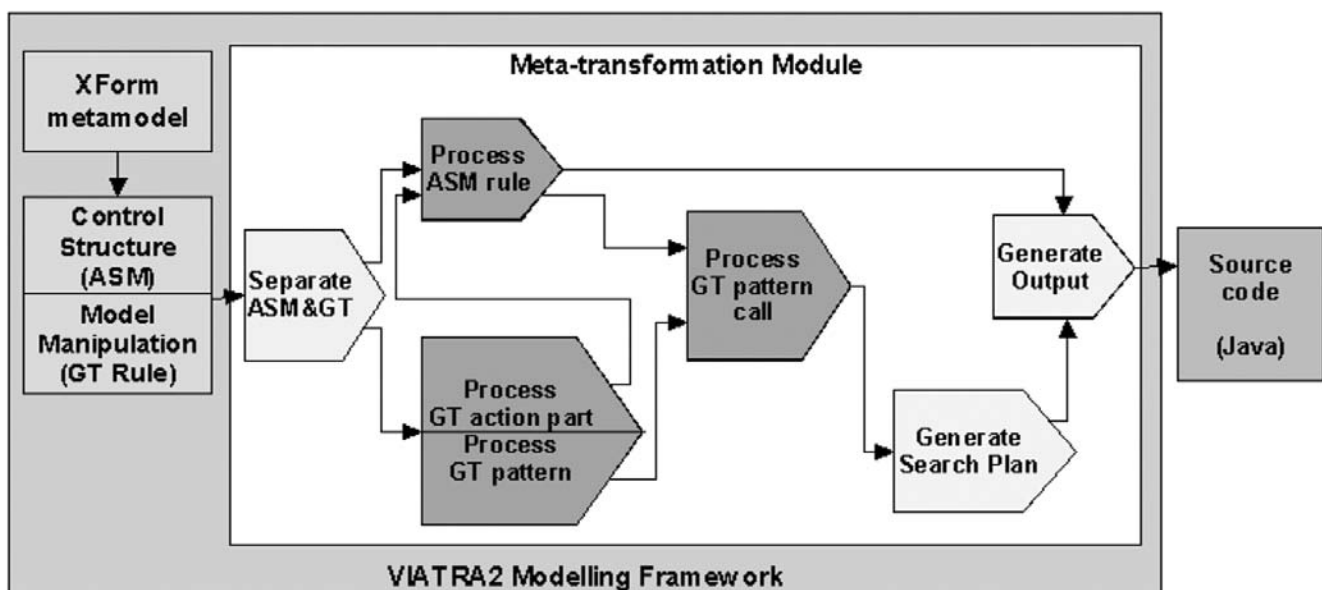 Meta-transformation Module
XForm
metamodel
Control
Structure
(ASM)
Model
Manipulation
(GT Rule)
Separate
ASM&GT
Process
ASM rule
Process
GT action part
Process
GT pattern
Process
GT pattern
call
Generate
Search Plan
Generate
Output
Source
code
(Java)
VIATRA2 Modelling Framework